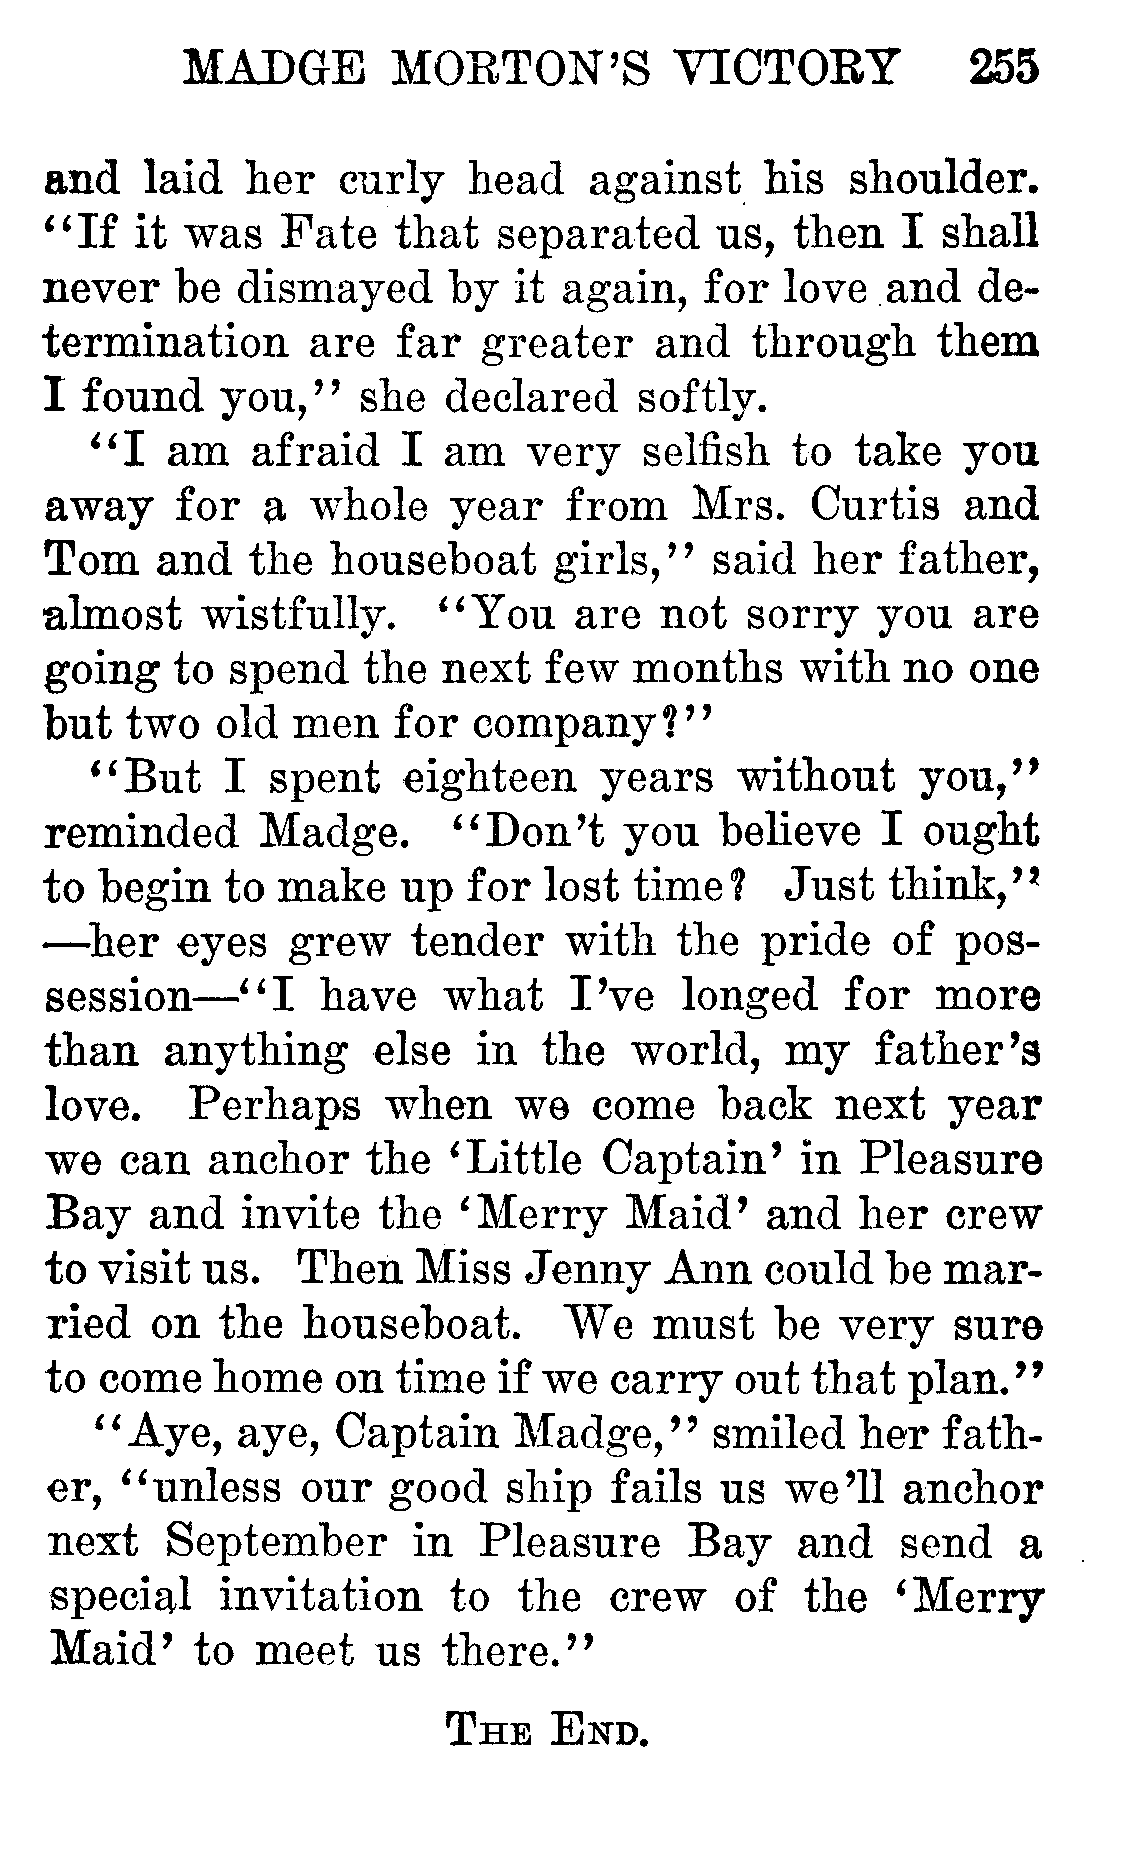 MADGE MORTON'S VICTORY 255
and laid her curly head against his shoulder.
"If it was Fate that separated us, then I shall
never be dismayed by it again, for love and de-
termination are far greater and through them
I found you," she declared softly.
"I am afraid I am very selfish to take you
away for a whole year from Mrs. Curtis and
Tom and the houseboat girls," said her father,
almost wistfully. "You are not sorry you are
going to spend the next few months with no one
but two old men for company?"
"But I spent eighteen years without you,"
reminded Madge. "Don't you believe I ought
to begin to make up for lost time? Just think,"
—her eyes grew tender with the pride of pos-
session—"I have what I've longed for more
than anything else in the world, my father's
love. Perhaps when we come back next year
we can anchor the 'Little Captain' in Pleasure
Bay and invite the 'Merry Maid' and her crew
to visit us. Then Miss Jenny Ann could be mar-
ried on the houseboat. We must be very sure
to come home on time if we carry out that plan."
"Aye, aye, Captain Madge," smiled her fath-
er, "unless our good ship fails us we'll anchor
next September in Pleasure Bay and send a
special invitation to the crew of the 'Merry
Maid' to meet us there."
THE END.